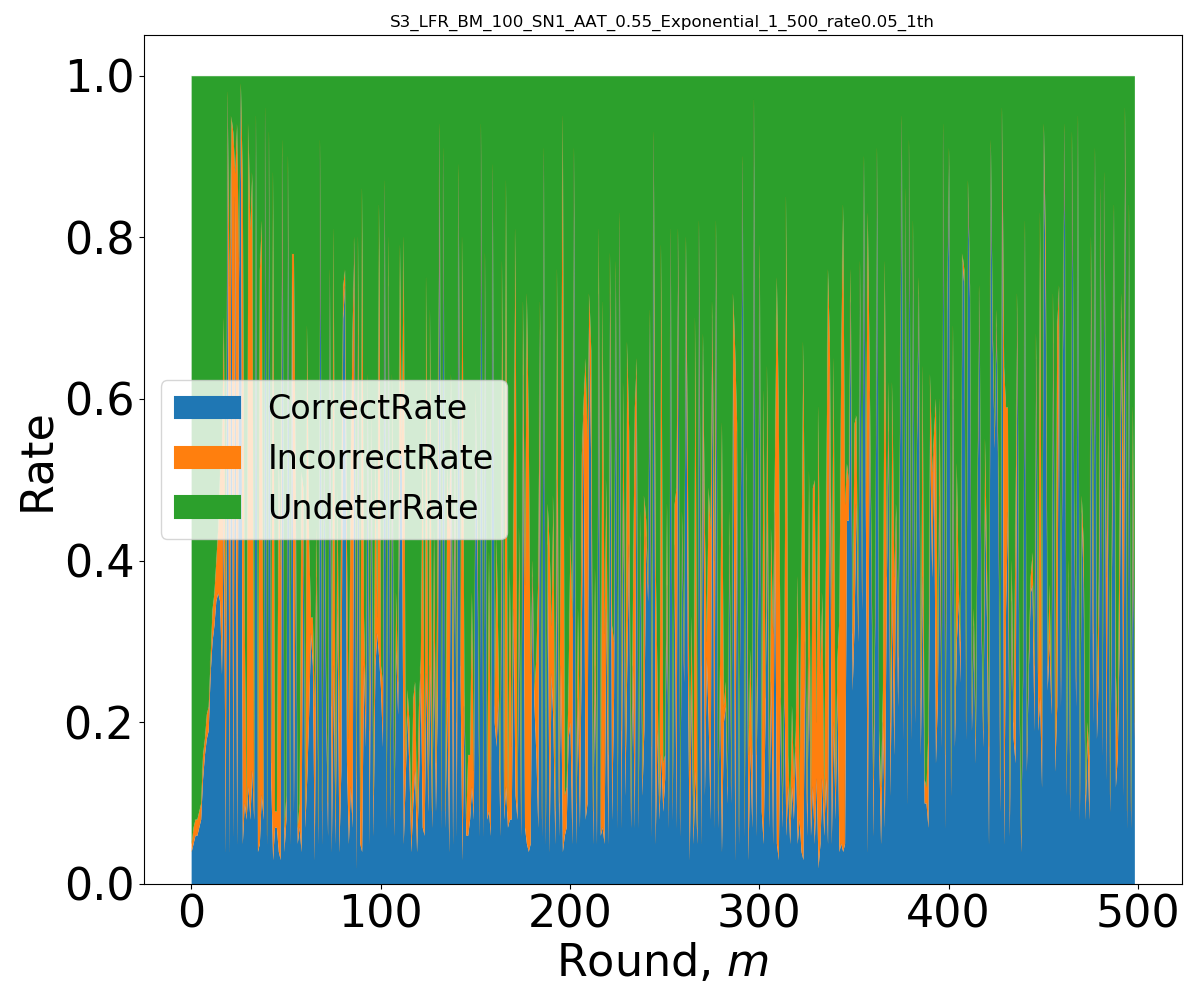 S3_LFR_BM_100_SN1_AAT_0.55_Exponential_1_500_rate0.05_1th
1.0
0.8
0.6
0.4
0.2
0.0
Rate
CorrectRate
IncorrectRate
UndeterRate
0 100 200 300 400 500
Round, m